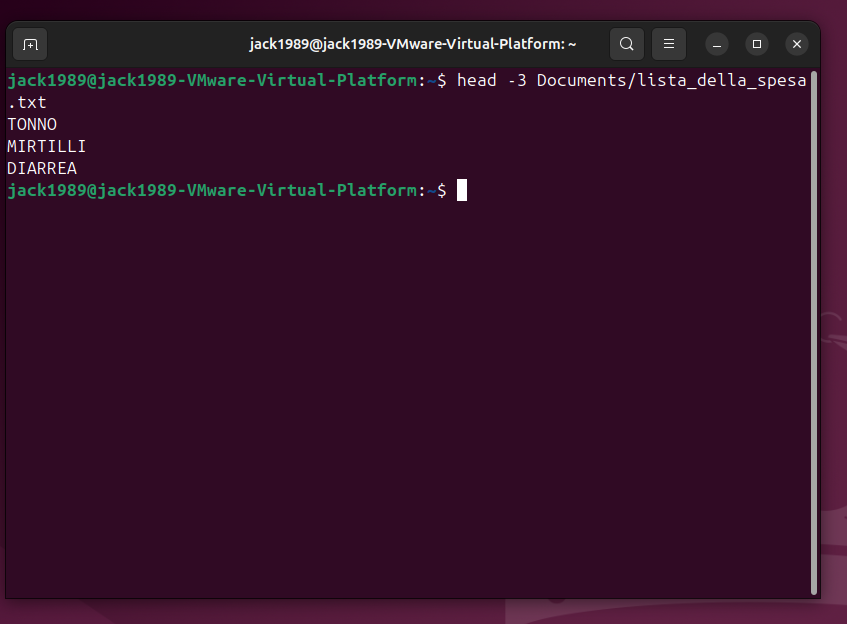 jack1989@jack1989-VMware-Virtual-Platform: ~
jack1989@jack1989-VMware-Virtual-Platform:~$ head -3 Documents/lista_della_spesa
.txt
TONNO
MIRTILLI
DIARREA
jack1989@jack1989-VMware-Virtual-Platform:~$